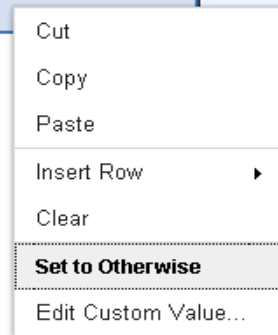 Cut
Copy
Paste
Insert Row
Clear
Set to Otherwise
Edit Custom Value...